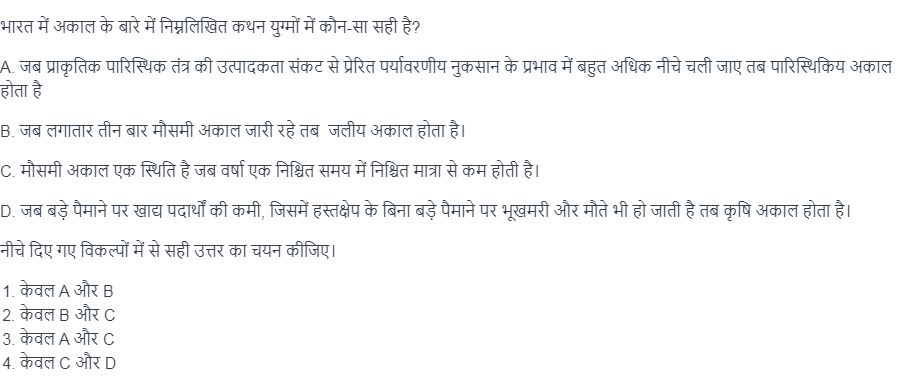 भारत में अकाल के बारे में निम्नलिखित कथन युग्मों में कौन-सा सही है?
A. जब प्राकृतिक पारिस्थिक तंत्र की उत्पादकता संकट से प्रेरित पर्यावरणीय नुकसान के प्रभाव में बहुत अधिक नीचे चली जाए तब पारिस्थिकिय अकाल
होता है
B. जब लगातार तीन बार मौसमी अकाल जारी रहे तब जलीय अकाल होता है।
C. मौसमी अकाल एक स्थिति है जब वर्षा एक निश्चित समय में निश्चित मात्रा से कम होती है।
D. जब बड़े पैमाने पर खाद्य पदार्थों की कमी, जिसमें हस्तक्षेप के बिना बड़े पैमाने पर भूखमरी और मौते भी हो जाती है तब कृषि अकाल होता है।
नीचे दिए गए विकल्पों में से सही उत्तर का चयन कीजिए।
1. केवल A और B
2. केवल B और C
3. केवल A और C
4. केवल C और D